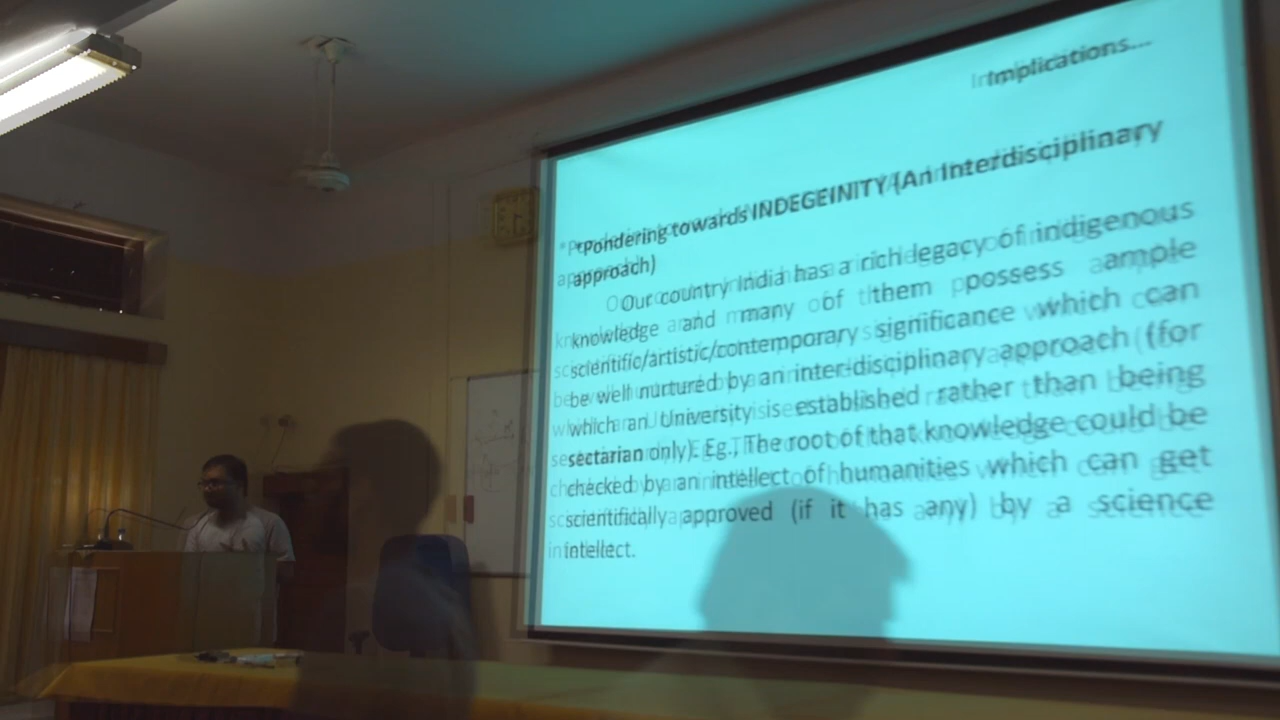 Implications...
*Pondering towards INDEGEINITY (An Interdisciplinary
approach)
Our country India has a rich legacy of indigenous
knowledge and many of them possess ample
scientific/artistic/contemporary significance which can
be well nurtured by an inter-disciplinary approach (for
which an University is established rather than being
sectarian only). Eg., The root of that knowledge could be
checked by an intellect of humanities which can get
scientifically approved (if it has any) by a science
intellect.